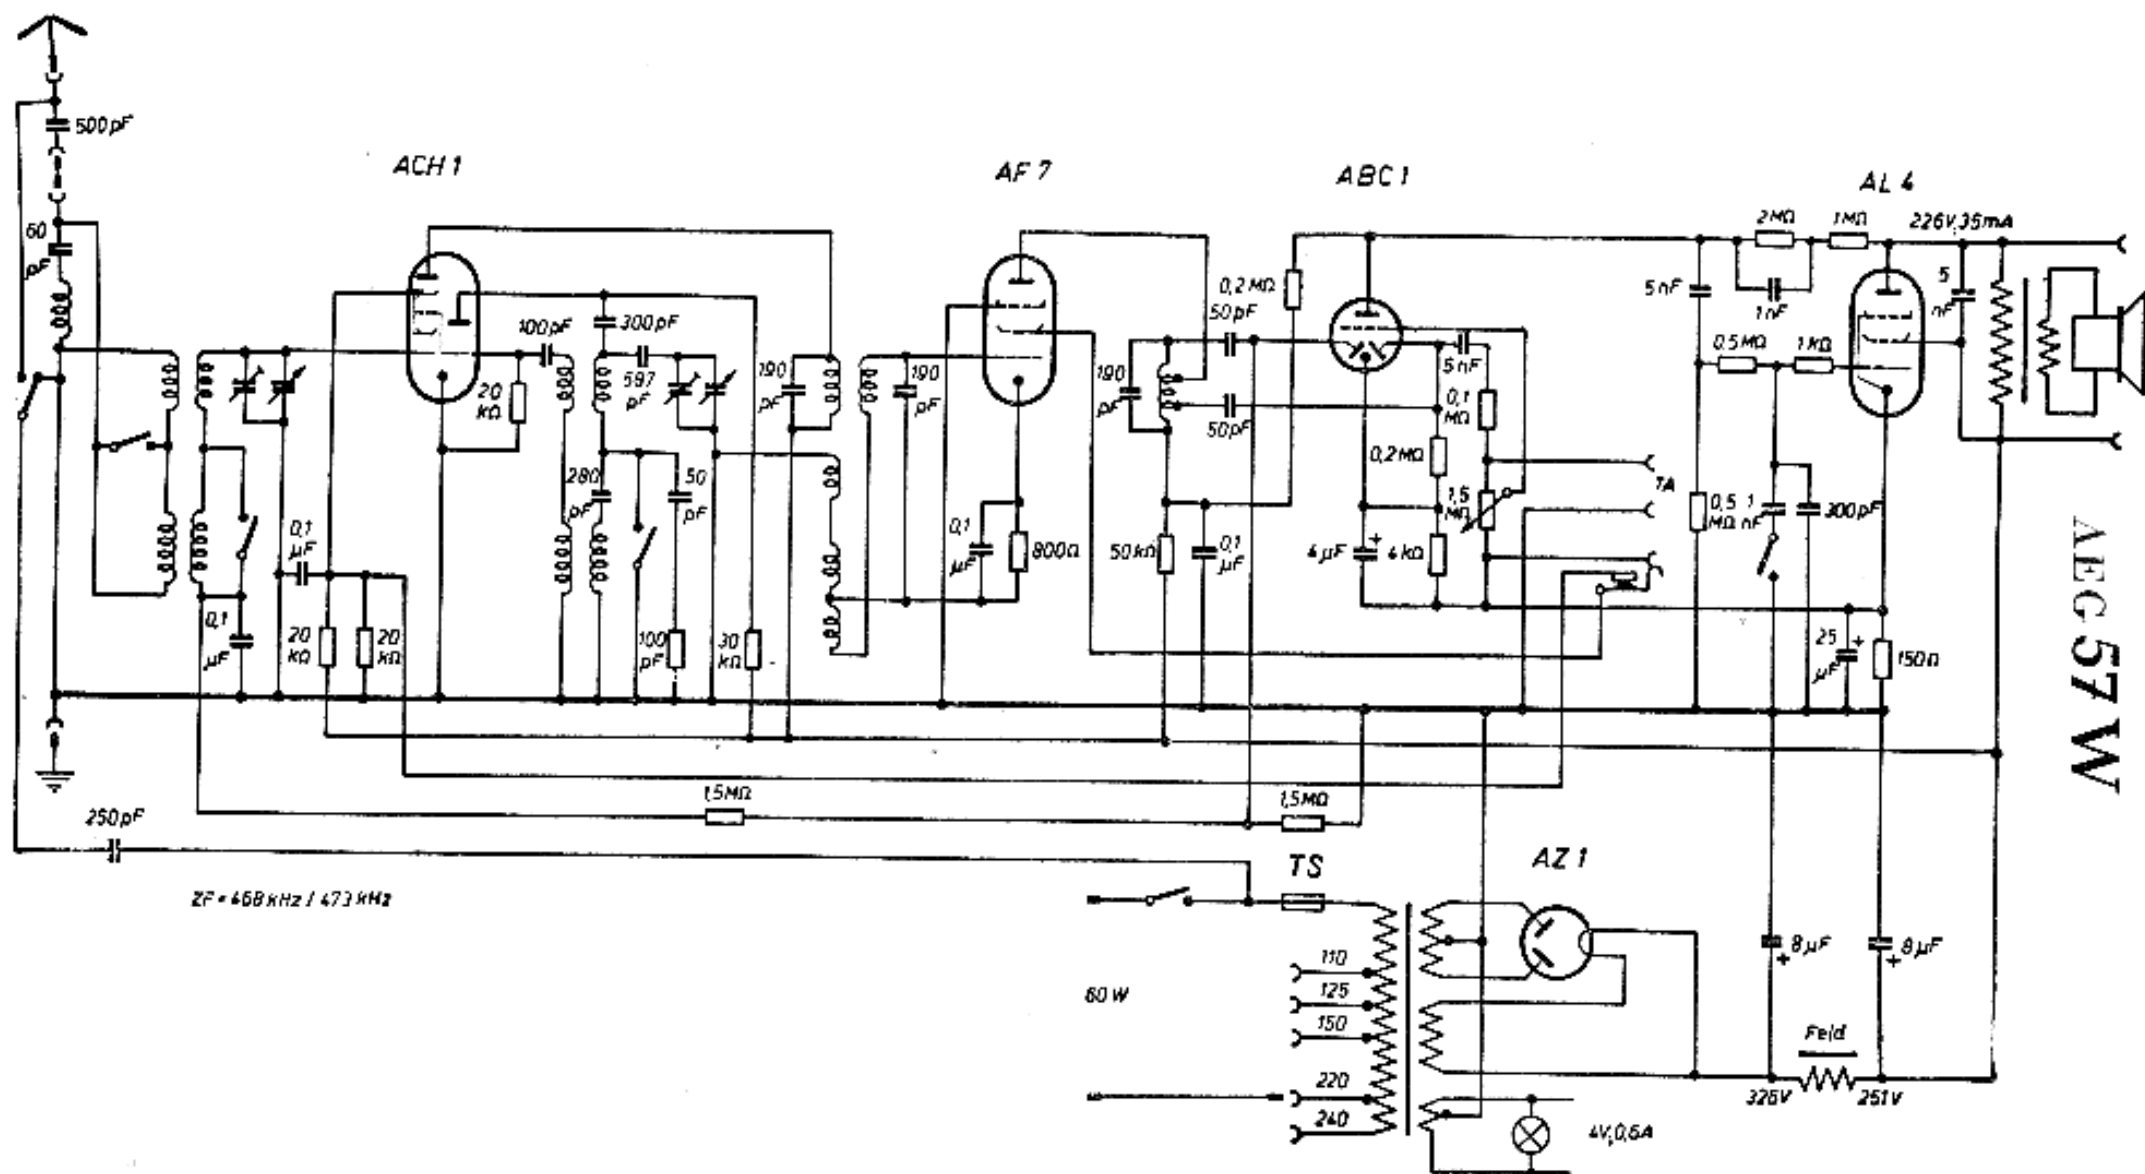 500pF
ACH 1
AF 7
ABC 1
AL 4
60
pF
2MΩ
1MΩ
226V,35mA
5
nF
5nF
1nF
0,2MΩ
50pF
100pF
300pF
20
kΩ
597
pF
190
pF
190
pF
190
pF
50pF
5nF
0,1
MΩ
0,5MΩ
1kΩ
0,2MΩ
1,5
MΩ
TA
280
pF
50
pF
0,1
µF
0,5
MΩ
1
nF
300pF
0,1
µF
800Ω
50kΩ
0,1
µF
4µF
+
4kΩ
0,1
µF
20
kΩ
20
kΩ
100
pF
30
kΩ
25
µF
+
150Ω
AEG 57 W
1,5MΩ
1,5MΩ
250pF
TS
AZ 1
ZF = 468 kHz / 473 kHz
60 W
110
125
150
220
240
8µF
+
8µF
+
Feld
326V
251V
4V,0,6A